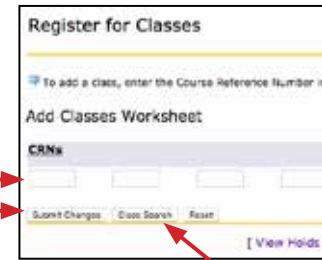 Register for Classes
To add a class, enter the Course Reference Number
Add Classes Worksheet
CRNs
Submit Changes Class Search Reset
[ View Holds